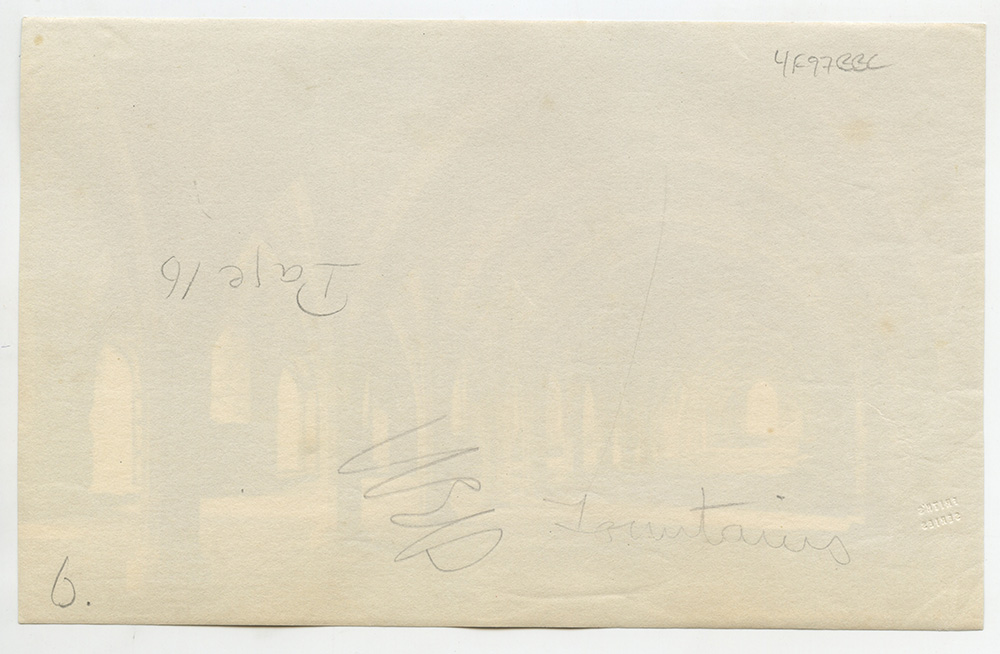 4F97BBC
Page 16
Fountains
6.